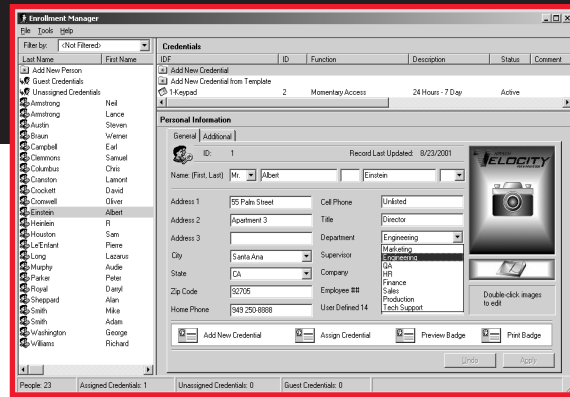 Enrollment Manager
File Tools Help
Filter by: <Not Filtered>
Last Name First Name
Add New Person
Guest Credentials
Unassigned Credentials
Armstrong Neil
Amstrong Lance
Austin Steven
Braun Werner
Campbell Earl
Clemmons Samuel
Columbus Chris
Cranston Lamont
Crockett David
Cromwell Oliver
Einstein Albert
Heinlein R
Houston Sam
Le'Enfant Pierre
Long Lazarus
Murphy Audie
Parker Peter
Royal Darryl
Sheppard Alan
Smith Mike
Smith Adam
Washington George
Williams Richard
Credentials
IDF ID Function Description Status Comment
Add New Credential
Add New Credential from Template
1-Keypad 2 Momentary Access 24 Hours - 7 Day Active
Personal Information
General Additional
ID: 1 Record Last Updated: 8/23/2001
Name: (First, Last) Mr. Albert Einstein
Address 1 55 Palm Street Cell Phone Unlisted
Address 2 Apartment 3 Title Director
Address 3 Department Engineering
City Santa Ana Supervisor
State CA Company
Zip Code 92705 Employee ##
Home Phone 949 250-8888 User Defined 14
Marketing
Engineering
QA
HR
Finance
Sales
Production
Tech Support
VELOCITY
Double-click images
to edit
Add New Credential Assign Credential Preview Badge Print Badge
Undo Apply
People: 23 Assigned Credentials: 1 Unassigned Credentials: 0 Guest Credentials: 0